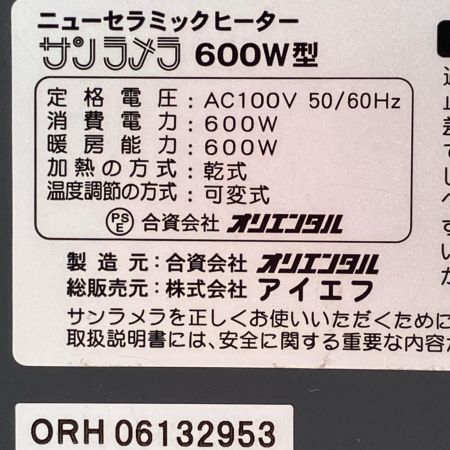 ニューセラミックヒーター
サンラメラ 600W型
定格電圧：AC100V 50/60Hz
消費電力：600W
暖房能力：600W
加熱の方式：乾式
温度調節の方式：可変式
PSE 合資会社 オリエンタル
製造元：合資会社 オリエンタル
総販売元：株式会社 アイエフ
サンラメラを正しくお使いいただくために
取扱説明書には、安全に関する重要な内容が
ORH 06132953